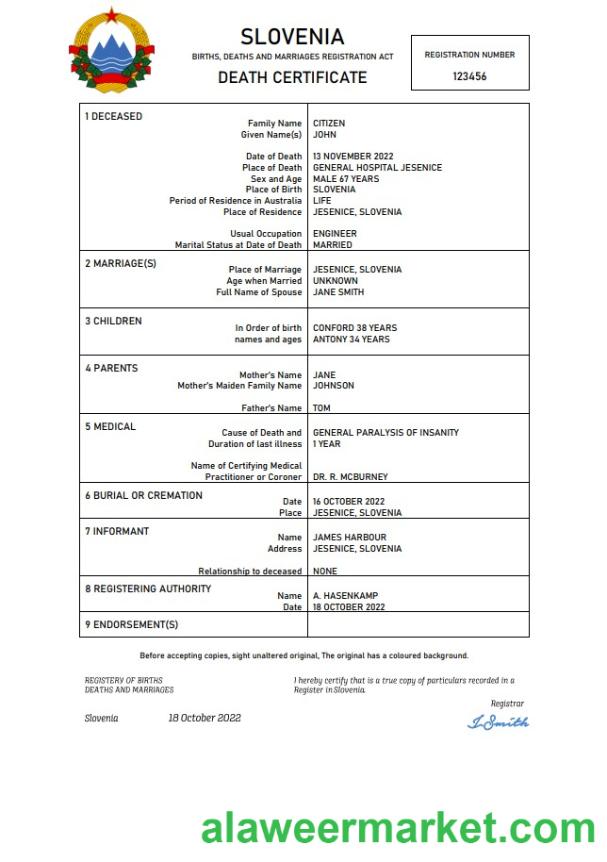 SLOVENIA
BIRTHS, DEATHS AND MARRIAGES REGISTRATION ACT
DEATH CERTIFICATE
REGISTRATION NUMBER
123456
1 DECEASED
Family Name CITIZEN
Given Name(s) JOHN
Date of Death 13 NOVEMBER 2022
Place of Death GENERAL HOSPITAL JESENICE
Sex and Age MALE 67 YEARS
Place of Birth SLOVENIA
Period of Residence in Australia LIFE
Place of Residence JESENICE, SLOVENIA
Usual Occupation ENGINEER
Marital Status at Date of Death MARRIED
2 MARRIAGE(S)
Place of Marriage JESENICE, SLOVENIA
Age when Married UNKNOWN
Full Name of Spouse JANE SMITH
3 CHILDREN
In Order of birth CONFORD 38 YEARS
names and ages ANTONY 34 YEARS
4 PARENTS
Mother's Name JANE
Mother's Maiden Family Name JOHNSON
Father's Name TOM
5 MEDICAL
Cause of Death and GENERAL PARALYSIS OF INSANITY
Duration of last illness 1 YEAR
Name of Certifying Medical
Practitioner or Coroner DR. R. MCBURNEY
6 BURIAL OR CREMATION
Date 16 OCTOBER 2022
Place JESENICE, SLOVENIA
7 INFORMANT
Name JAMES HARBOUR
Address JESENICE, SLOVENIA
Relationship to deceased NONE
8 REGISTERING AUTHORITY
Name A. HASENKAMP
Date 18 OCTOBER 2022
9 ENDORSEMENT(S)
Before accepting copies, sight unaltered original, The original has a coloured background.
REGISTERY OF BIRTHS
DEATHS AND MARRIAGES
I hereby certify that is a true copy of particulars recorded in a
Register in Slovenia
Registrar
Slovenia 18 October 2022
J.Smith
alaweermarket.com